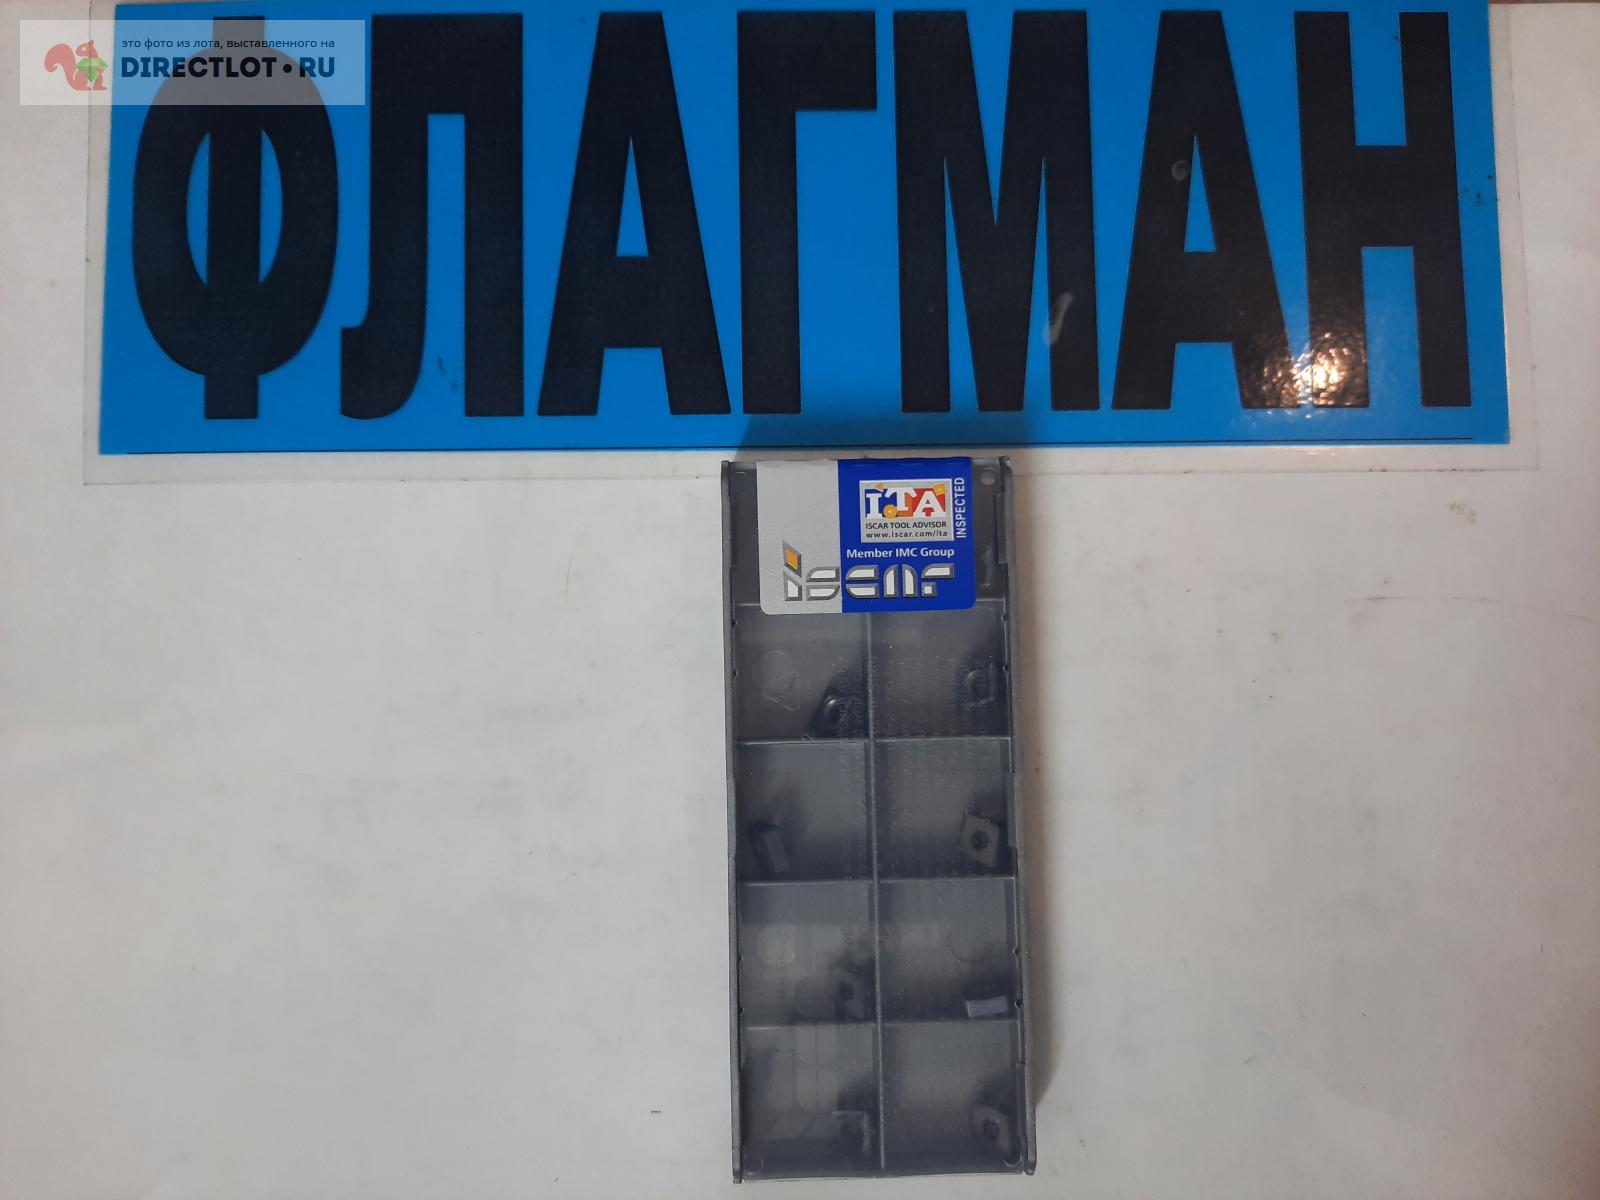 это фото из лота, выставленного на
DIRECTLOT•RU
ФЛАГМАН
ITA
ISCAR TOOL ADVISOR
www.iscar.com/ita
INSPECTED
Member IMC Group
iscar